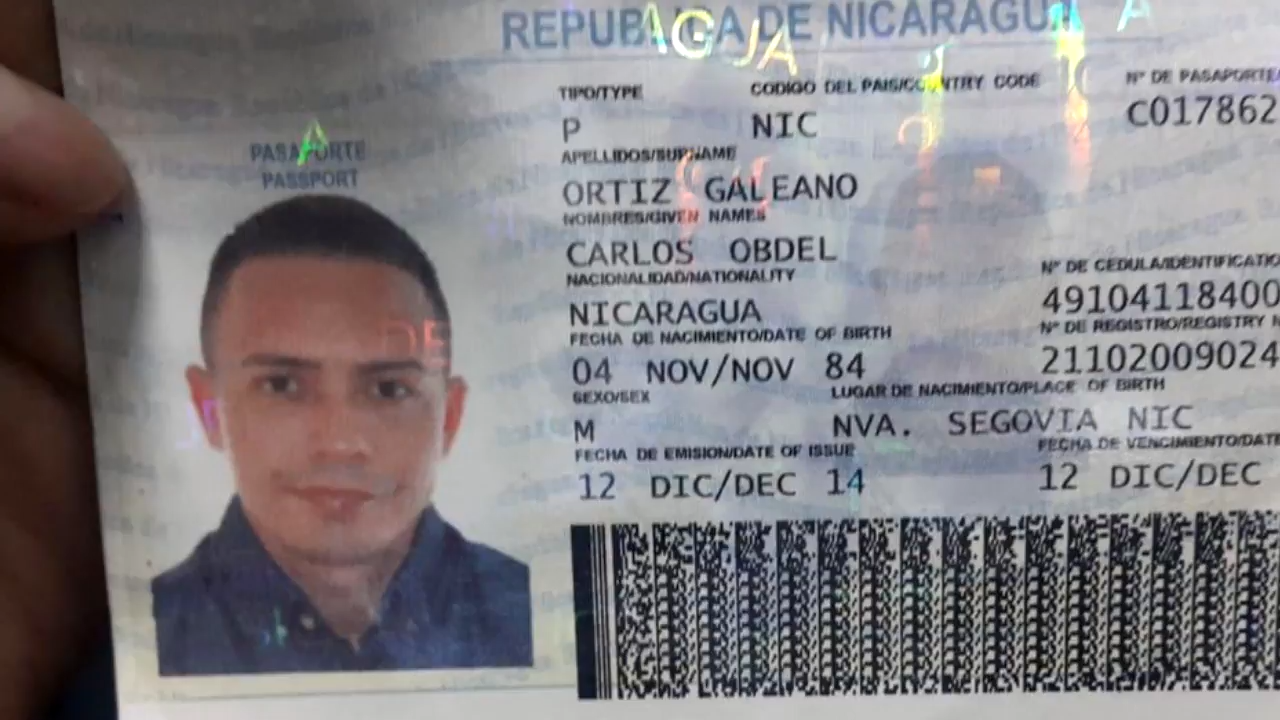 REPUBLICA DE NICARAGUA
TIPO/TYPE CODIGO DEL PAIS/COUNTRY CODE Nº DE PASAPORTE
P NIC C017862
PASAPORTE
PASSPORT
APELLIDOS/SURNAME
ORTIZ GALEANO
NOMBRES/GIVEN NAMES
CARLOS OBDEL
NACIONALIDAD/NATIONALITY Nº DE CEDULA/IDENTIFICATIO
NICARAGUA 49104118400
FECHA DE NACIMIENTO/DATE OF BIRTH Nº DE REGISTRO/REGISTRY
04 NOV/NOV 84 21102009024
SEXO/SEX LUGAR DE NACIMIENTO/PLACE OF BIRTH
M NVA. SEGOVIA NIC
FECHA DE EMISION/DATE OF ISSUE FECHA DE VENCIMIENTO/DATE
12 DIC/DEC 14 12 DIC/DEC